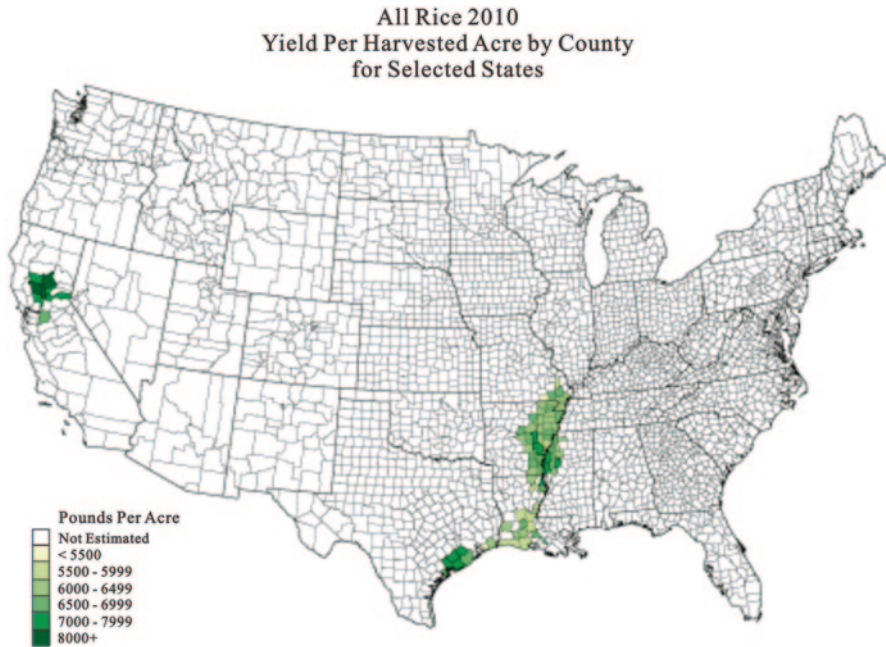 All Rice 2010
Yield Per Harvested Acre by County
for Selected States
Pounds Per Acre
Not Estimated
< 5500
5500 - 5999
6000 - 6499
6500 - 6999
7000 - 7999
8000+